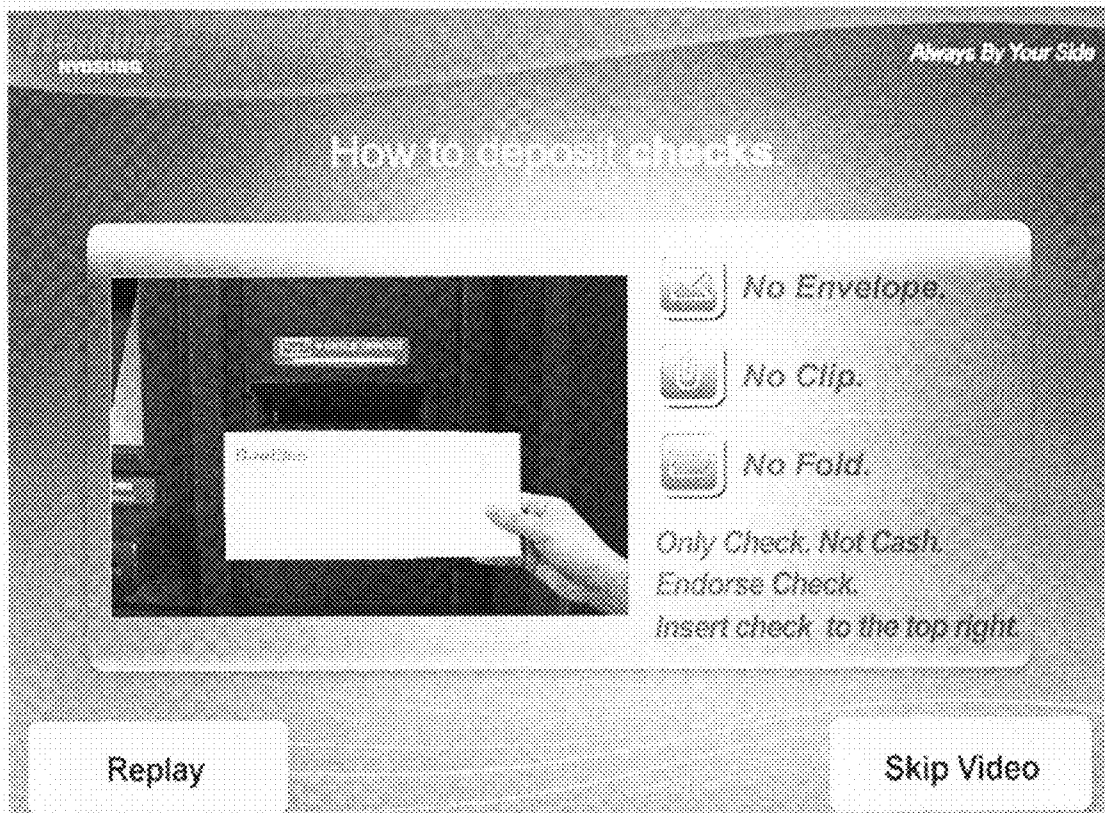 HYOSUNG
Always By Your Side
How to deposit checks
No Envelope.
No Clip.
No Fold.
Only Check. Not Cash.
Endorse Check.
Insert check to the top right.
Replay
Skip Video